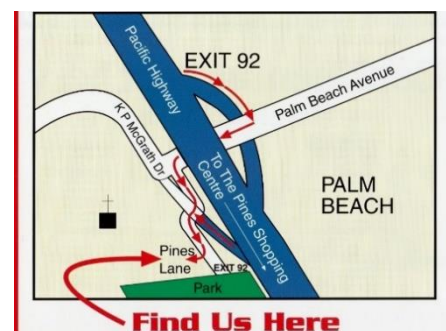 Pacific Highway
EXIT 92
Palm Beach Avenue
K P McGrath Dr
To The Pines Shopping
Centre
PALM
BEACH
Pines
Lane
EXIT 92
Park
Find Us Here